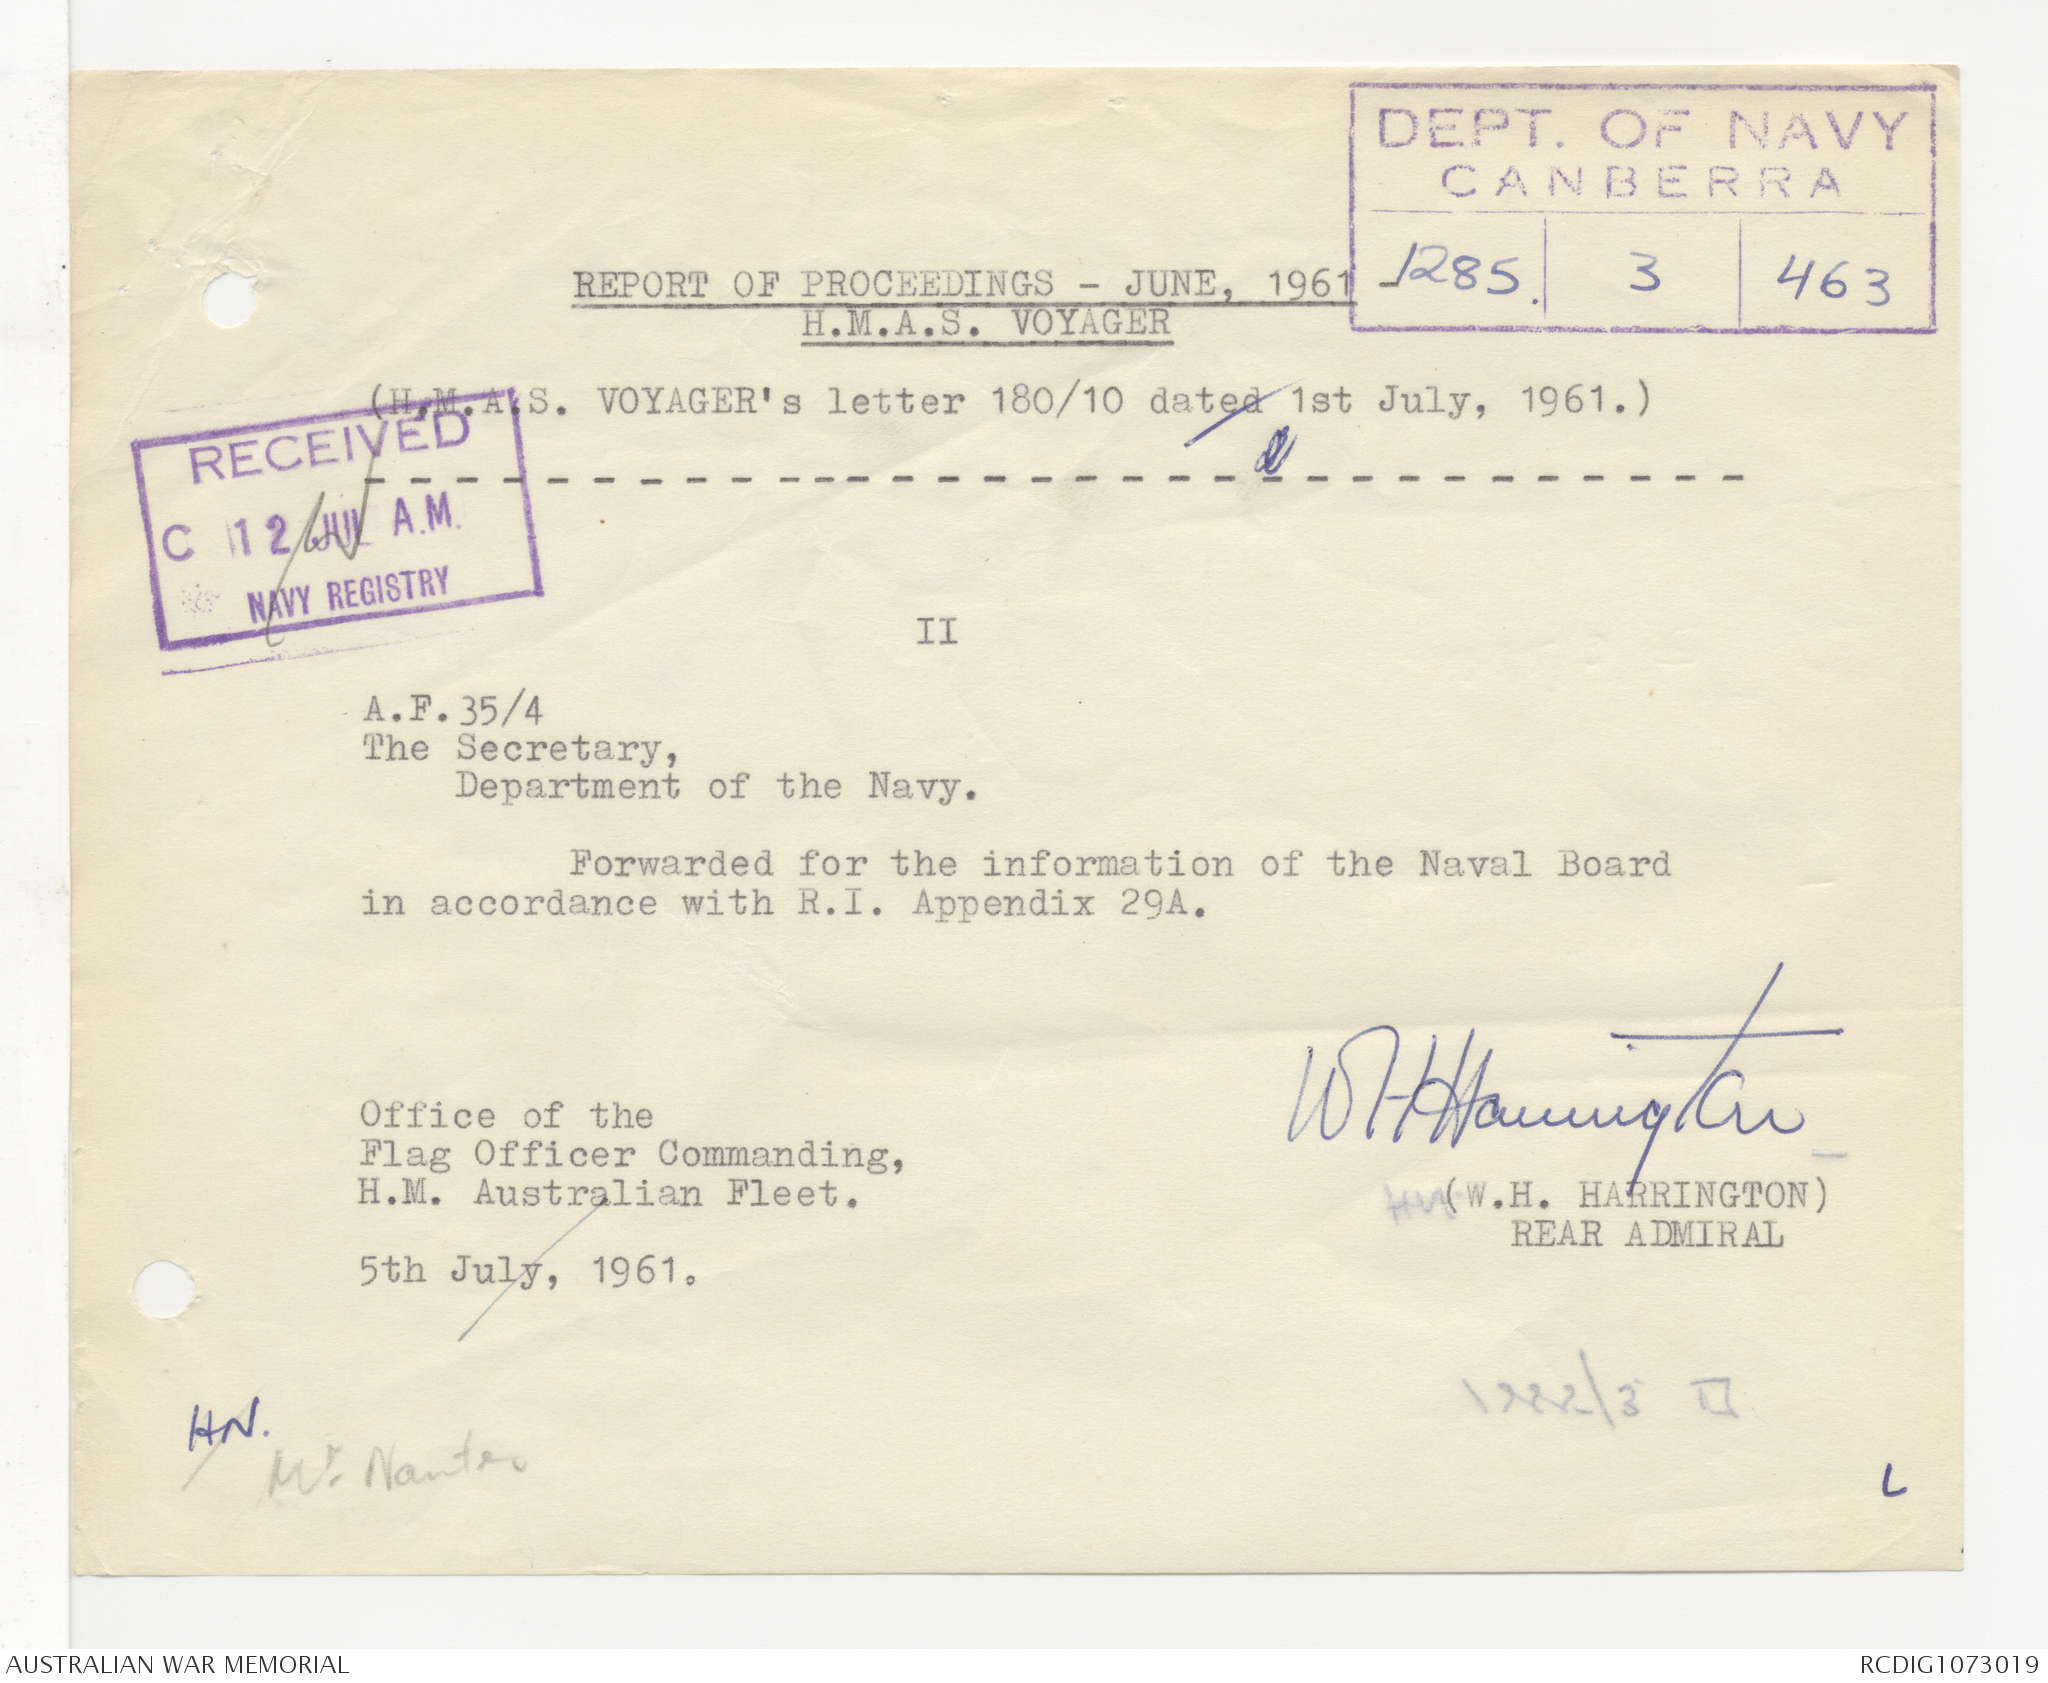 DEPT. OF NAVY
CANBERRA
1285. 3 463
REPORT OF PROCEEDINGS - JUNE, 1961
H.M.A.S. VOYAGER
(H.M.A.S. VOYAGER's letter 180/10 dated 1st July, 1961.)
RECEIVED
C 12 JUL A.M.
NAVY REGISTRY
II
A.F.35/4
The Secretary,
Department of the Navy.
Forwarded for the information of the Naval Board
in accordance with R.I. Appendix 29A.
WHHarrington
Office of the
Flag Officer Commanding,
H.M. Australian Fleet.
(W.H. HARRINGTON)
REAR ADMIRAL
5th July, 1961.
HN.
Mr.
L
AUSTRALIAN WAR MEMORIAL
RCDIG1073019